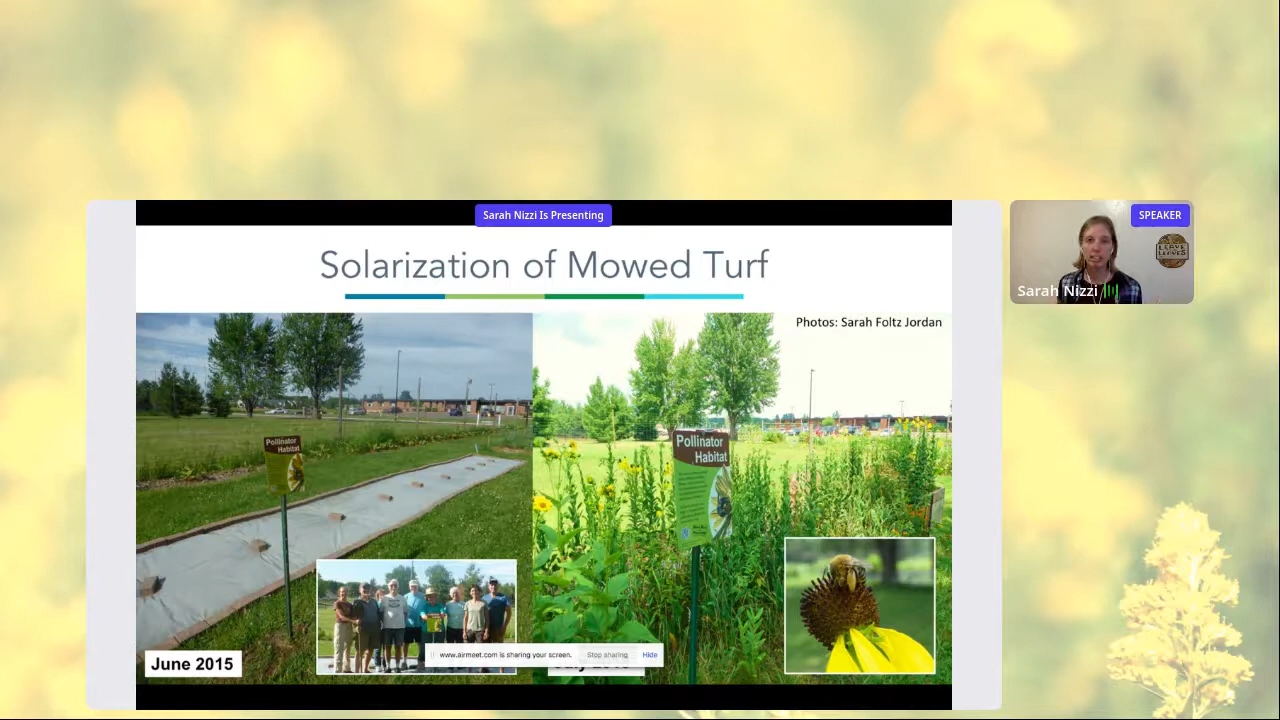 Sarah Nizzi Is Presenting
SPEAKER
Solarization of Mowed Turf
LEAVE
LEAVES
Sarah Nizzi
Photos: Sarah Foltz Jordan
Pollinator
Habitat
Pollinator
Habitat
www.airmeet.com is sharing your screen.
Stop sharing
Hide
June 2015